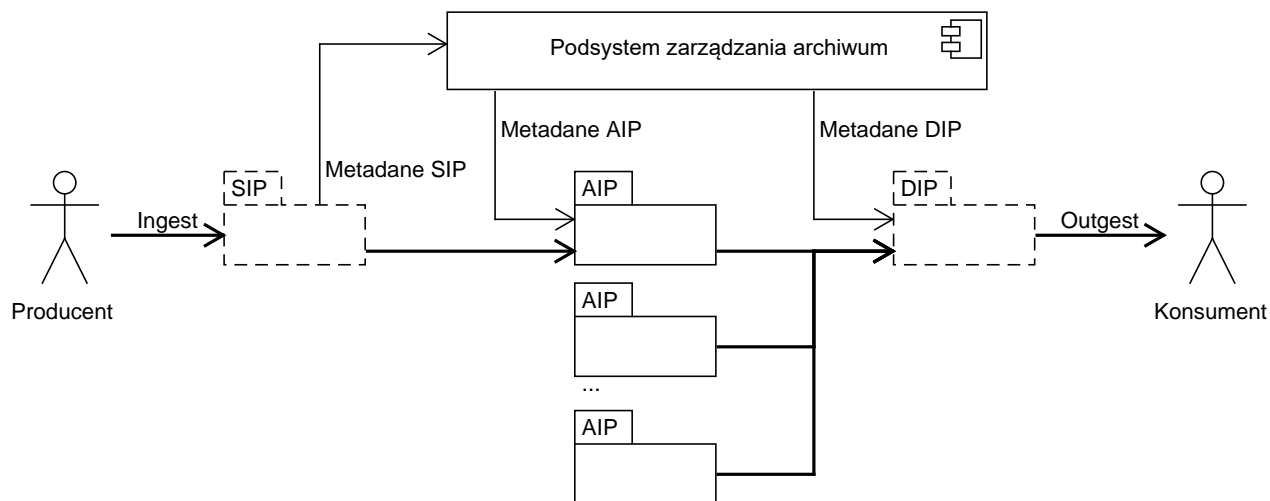 Podsystem zarządzania archiwum
Metadane AIP
Metadane DIP
Metadane SIP
SIP
AIP
DIP
Ingest
Outgest
Producent
AIP
Konsument
...
AIP